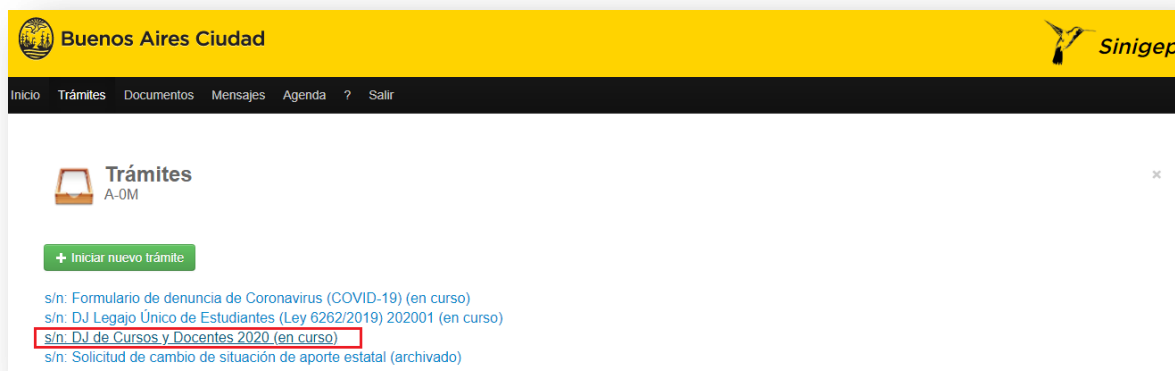 Buenos Aires Ciudad
Sinigep
Inicio Trámites Documentos Mensajes Agenda ? Salir
Trámites
A-0M
+ Iniciar nuevo trámite
s/n: Formulario de denuncia de Coronavirus (COVID-19) (en curso)
s/n: DJ Legajo Único de Estudiantes (Ley 6262/2019) 202001 (en curso)
s/n: DJ de Cursos y Docentes 2020 (en curso)
s/n: Solicitud de cambio de situación de aporte estatal (archivado)